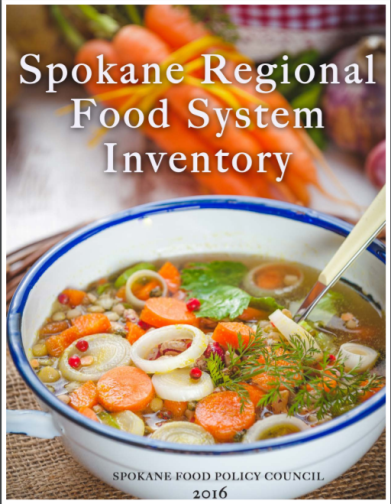 Spokane Regional
Food System
Inventory
SPOKANE FOOD POLICY COUNCIL
2016